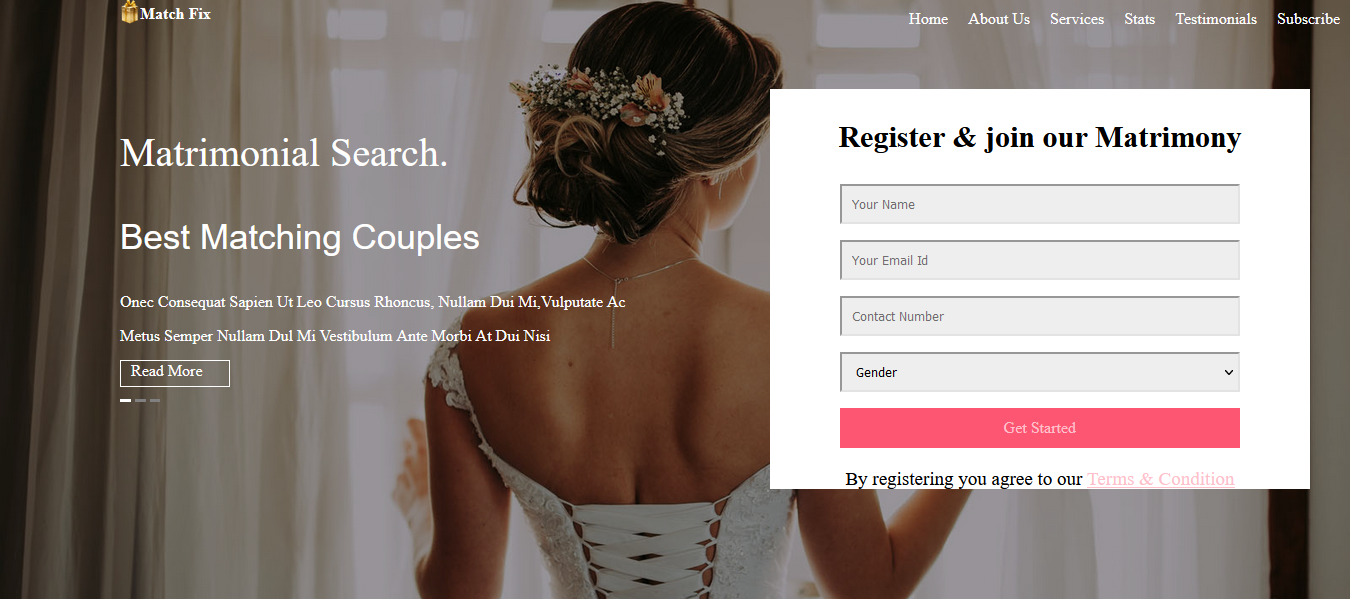 Match Fix
Home About Us Services Stats Testimonials Subscribe
Matrimonial Search.
Best Matching Couples
Onec Consequat Sapien Ut Leo Cursus Rhoncus, Nullam Dui Mi,Vulputate Ac
Metus Semper Nullam Dul Mi Vestibulum Ante Morbi At Dui Nisi
Read More
Register & join our Matrimony
Your Name
Your Email Id
Contact Number
Gender
Get Started
By registering you agree to our Terms & Condition